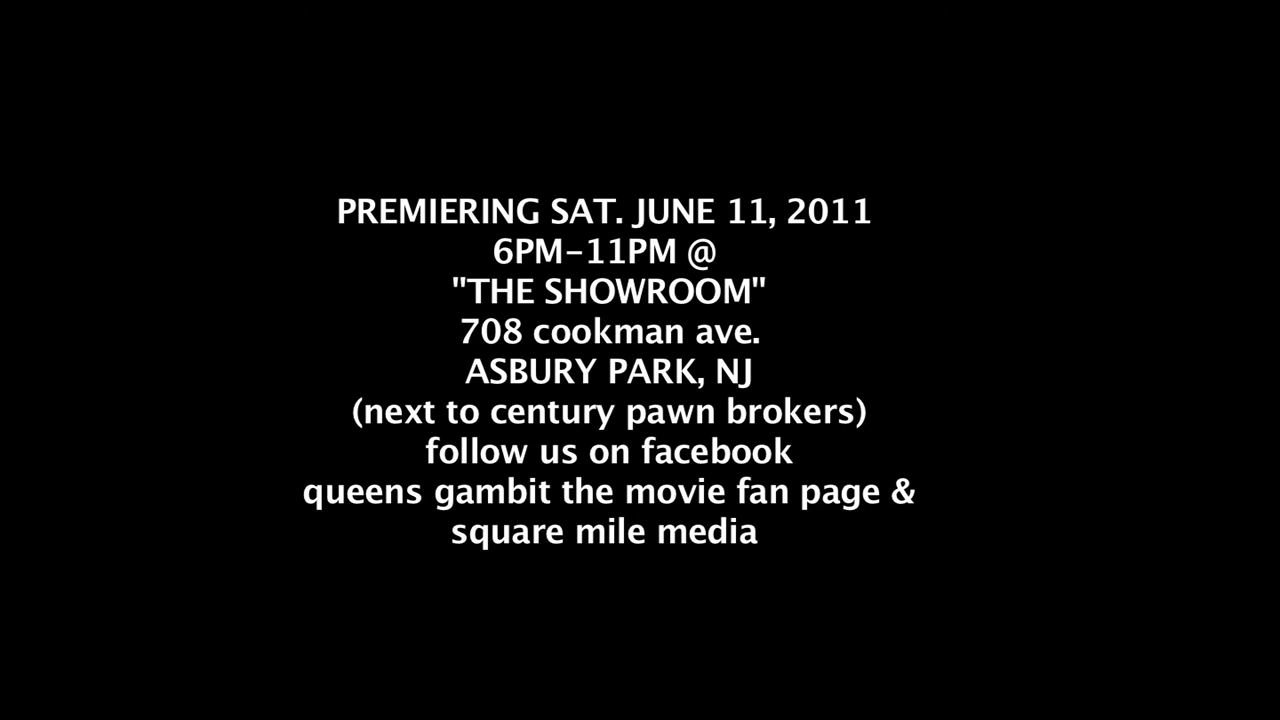 PREMIERING SAT. JUNE 11, 2011
6PM-11PM @
"THE SHOWROOM"
708 cookman ave.
ASBURY PARK, NJ
(next to century pawn brokers)
follow us on facebook
queens gambit the movie fan page &
square mile media